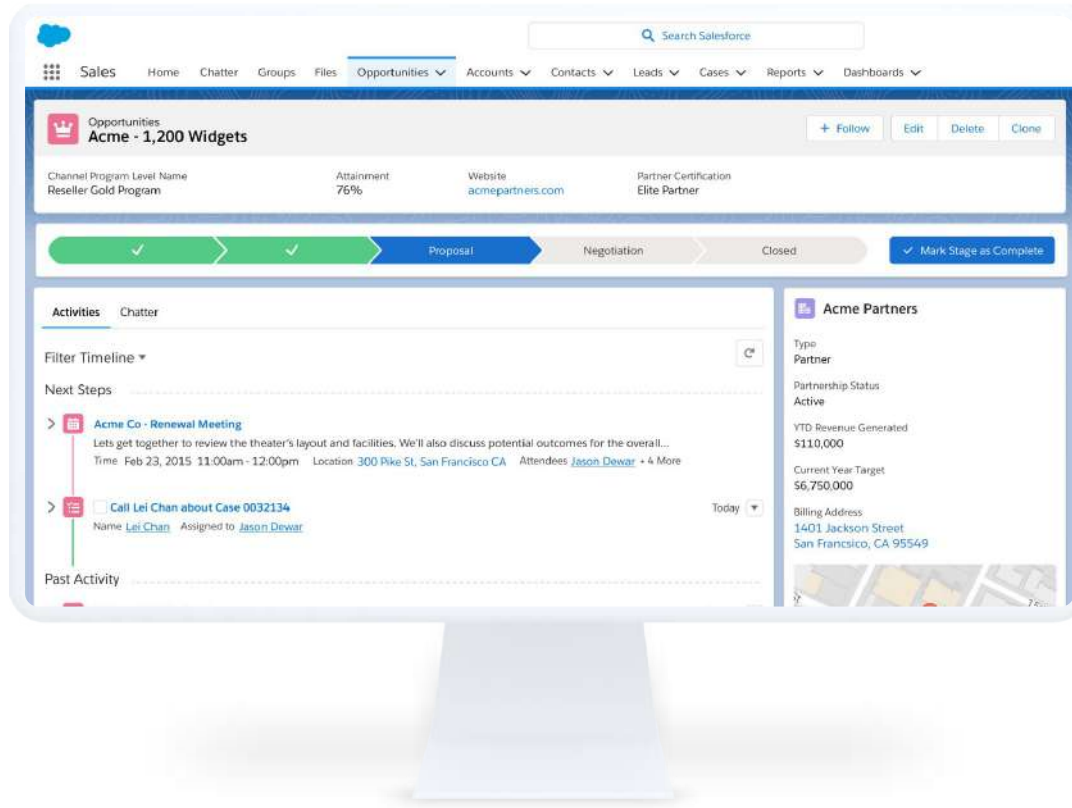 Search Salesforce
Sales Home Chatter Groups Files Opportunities Accounts Contacts Leads Cases Reports Dashboards
Opportunities
Acme - 1,200 Widgets
+ Follow Edit Delete Clone
Channel Program Level Name Attainment Website Partner Certification
Reseller Gold Program 76% acmepartners.com Elite Partner
Proposal Negotiation Closed Mark Stage as Complete
Activities Chatter
Filter Timeline
Next Steps
Acme Co - Renewal Meeting
Lets get together to review the theater's layout and facilities. We'll also discuss potential outcomes for the overall...
Time Feb 23, 2015 11:00am - 12:00pm Location 300 Pike St, San Francisco CA Attendees Jason Dewar + 4 More
Call Lei Chan about Case 0032134 Today
Name Lei Chan Assigned to Jason Dewar
Past Activity
Acme Partners
Type
Partner
Partnership Status
Active
YTD Revenue Generated
$110,000
Current Year Target
$6,750,000
Billing Address
1401 Jackson Street
San Francsico, CA 95549